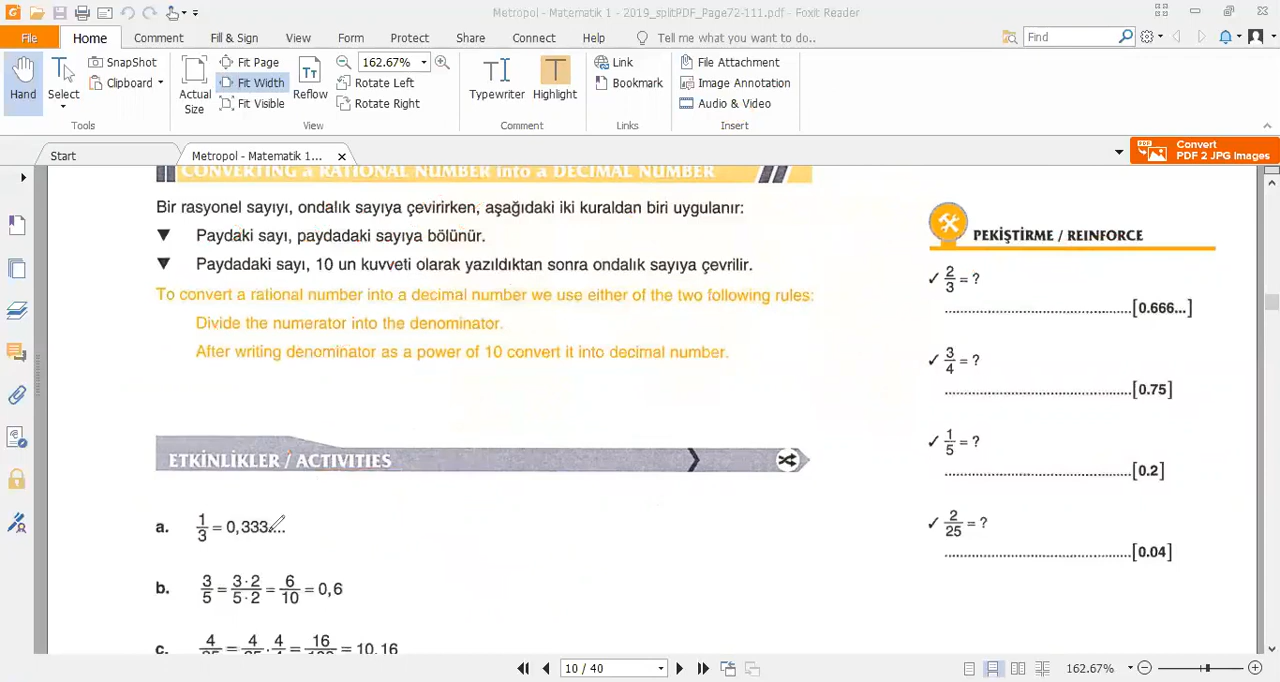 Metropol - Matematik 1 - 2019_splitPDF_Page72-111.pdf - Foxit Reader
File Home Comment Fill & Sign View Form Protect Share Connect Help Tell me what you want to do.. Find
Hand Select SnapShot Clipboard Actual Size Fit Page Fit Width Fit Visible Reflow 162.67% Rotate Left Rotate Right Typewriter Highlight Link Bookmark File Attachment Image Annotation Audio & Video
Tools View Comment Links Insert
Start Metropol - Matematik 1... Convert PDF 2 JPG Images
CONVERTING a RATIONAL NUMBER into a DECIMAL NUMBER
Bir rasyonel sayıyı, ondalık sayıya çevirirken, aşağıdaki iki kuraldan biri uygulanır:
▼ Paydaki sayı, paydadaki sayıya bölünür.
▼ Paydadaki sayı, 10 un kuvveti olarak yazıldıktan sonra ondalık sayıya çevrilir.
To convert a rational number into a decimal number we use either of the two following rules:
Divide the numerator into the denominator.
After writing denominator as a power of 10 convert it into decimal number.
ETKİNLİKLER / ACTIVITIES
a. 1/3 = 0,333...
b. 3/5 = 3·2/5·2 = 6/10 = 0,6
c. = = 16 = 10,16
PEKİŞTİRME / REINFORCE
✓ 2/3 = ?
[0.666...]
✓ 3/4 = ?
[0.75]
✓ 1/5 = ?
[0.2]
✓ 2/25 = ?
[0.04]
10 / 40 162.67%